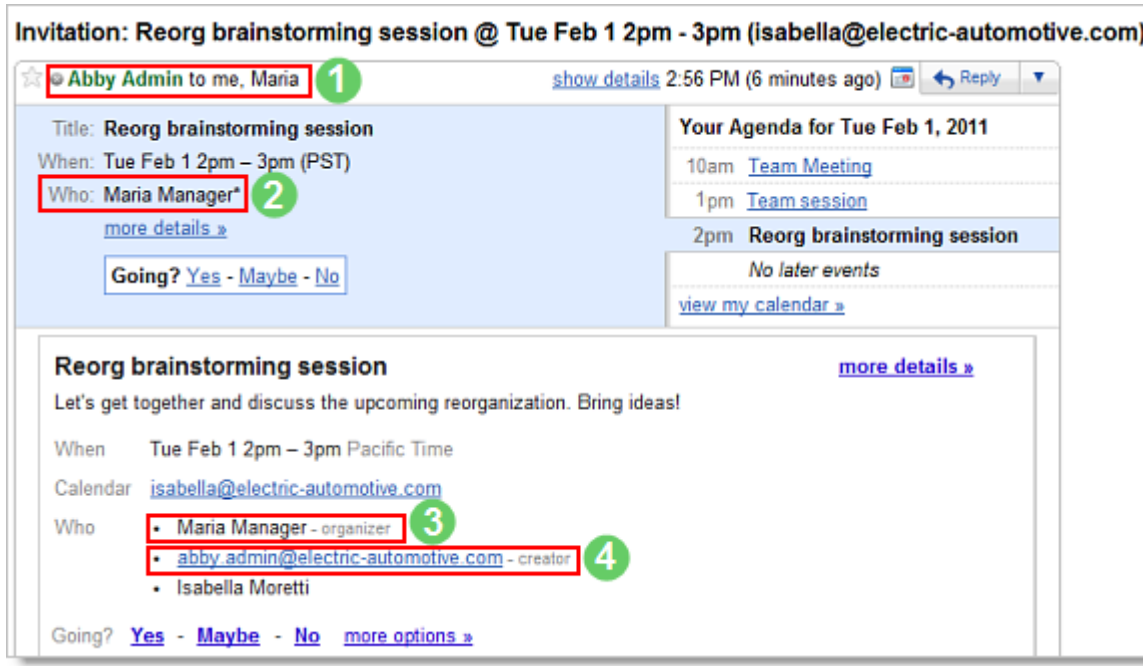 Invitation: Reorg brainstorming session @ Tue Feb 1 2pm - 3pm (isabella@electric-automotive.com)
Abby Admin to me, Maria 1 show details 2:56 PM (6 minutes ago) Reply
Title: Reorg brainstorming session
When: Tue Feb 1 2pm – 3pm (PST)
Who: Maria Manager* 2
more details »
Going? Yes - Maybe - No
Your Agenda for Tue Feb 1, 2011
10am Team Meeting
1pm Team session
2pm Reorg brainstorming session
No later events
view my calendar »
Reorg brainstorming session more details »
Let's get together and discuss the upcoming reorganization. Bring ideas!
When Tue Feb 1 2pm – 3pm Pacific Time
Calendar isabella@electric-automotive.com
Who • Maria Manager - organizer 3
• abby.admin@electric-automotive.com - creator 4
• Isabella Moretti
Going? Yes - Maybe - No more options »